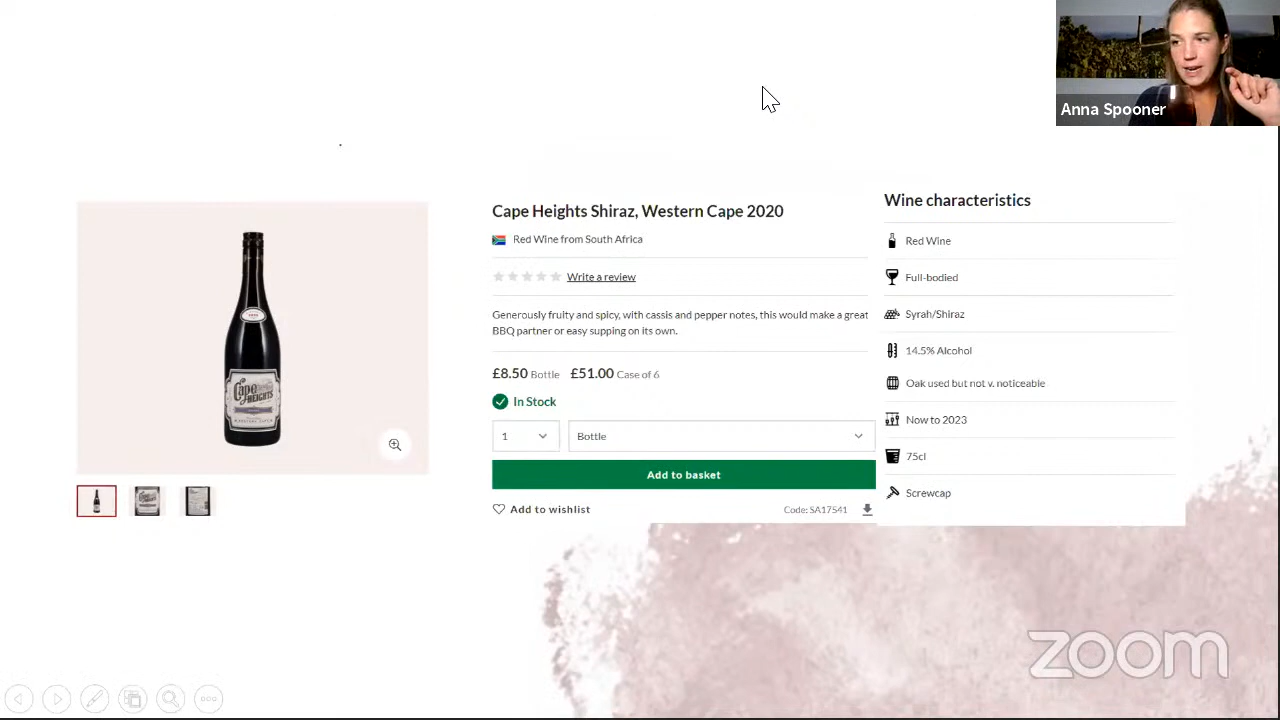 Anna Spooner
Cape Heights Shiraz, Western Cape 2020
Red Wine from South Africa
Write a review
Generously fruity and spicy, with cassis and pepper notes, this would make a great
BBQ partner or easy supping on its own.
£8.50 Bottle £51.00 Case of 6
In Stock
1 Bottle
Add to basket
Add to wishlist Code: SA17541
Cape
HEIGHTS
Wine characteristics
Red Wine
Full-bodied
Syrah/Shiraz
14.5% Alcohol
Oak used but not v. noticeable
Now to 2023
75cl
Screwcap
zoom